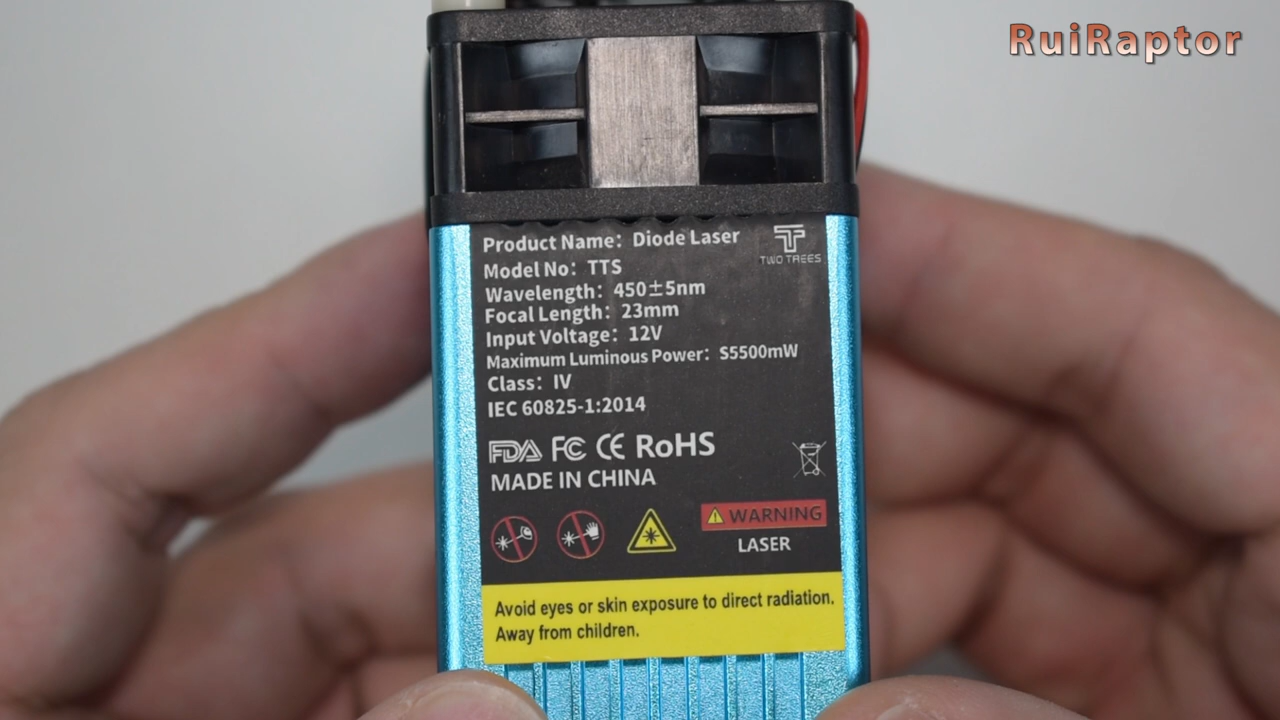 RuiRaptor
Product Name: Diode Laser
TWO TREES
Model No: TTS
Wavelength: 450±5nm
Focal Length: 23mm
Input Voltage: 12V
Maximum Luminous Power: S5500mW
Class: IV
IEC 60825-1:2014
FDA FC CE RoHS
MADE IN CHINA
WARNING
LASER
Avoid eyes or skin exposure to direct radiation.
Away from children.